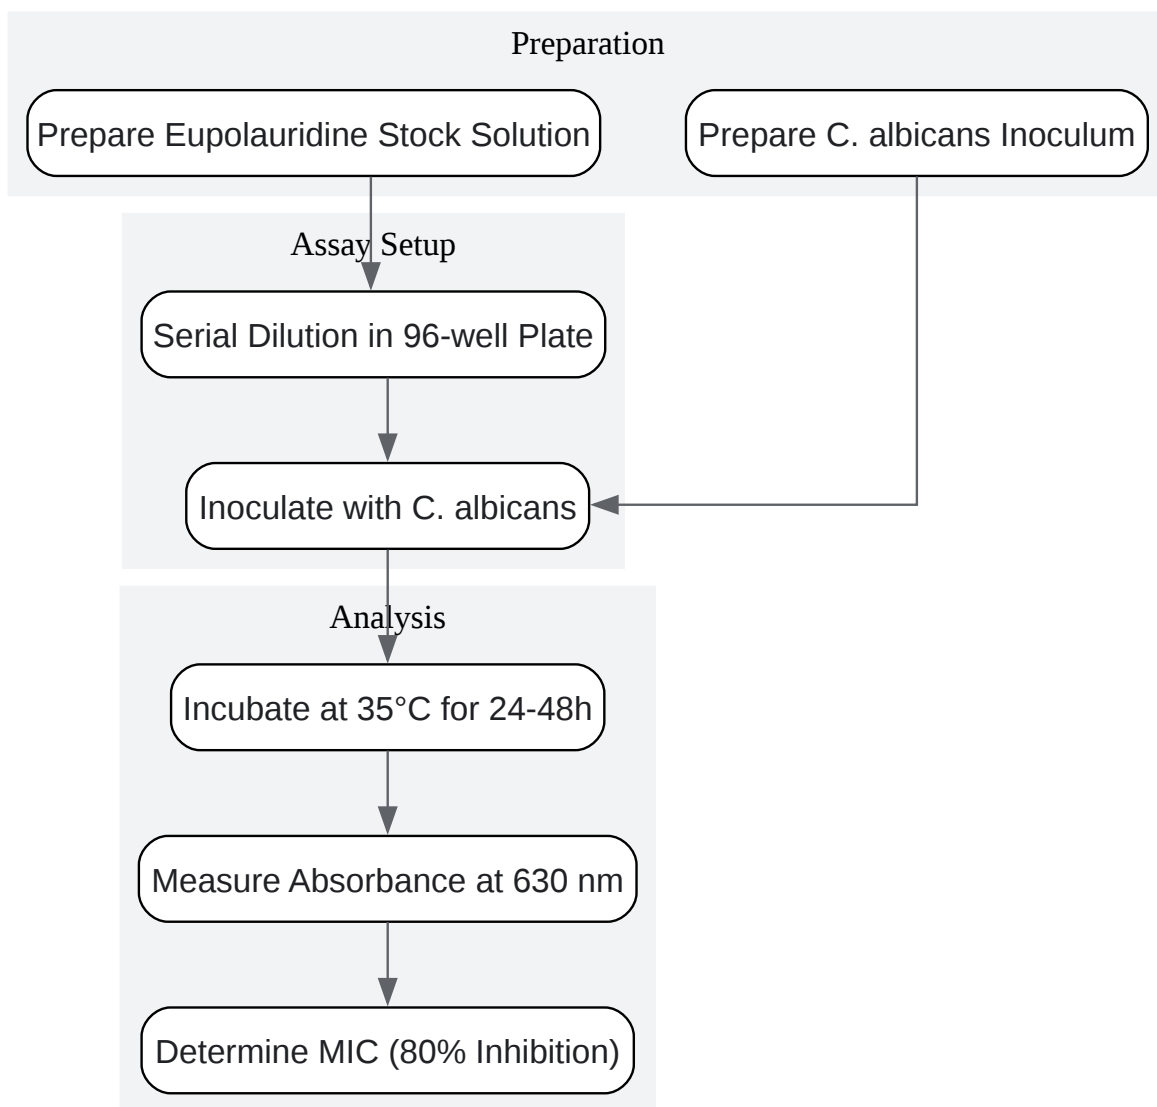 Preparation
Prepare Eupolauridine Stock Solution
Prepare C. albicans Inoculum
Assay Setup
Serial Dilution in 96-well Plate
Inoculate with C. albicans
Analysis
Incubate at 35°C for 24-48h
Measure Absorbance at 630 nm
Determine MIC (80% Inhibition)